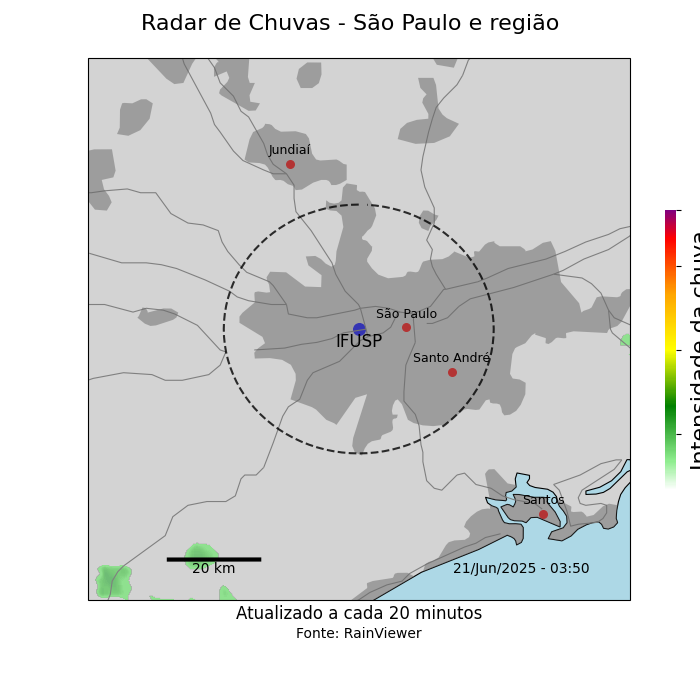 Radar de Chuvas - São Paulo e região
Jundiaí
São Paulo
IFUSP
Santo André
Santos
20 km
21/Jun/2025 - 03:50
Atualizado a cada 20 minutos
Fonte: RainViewer
Intensidade da chuva